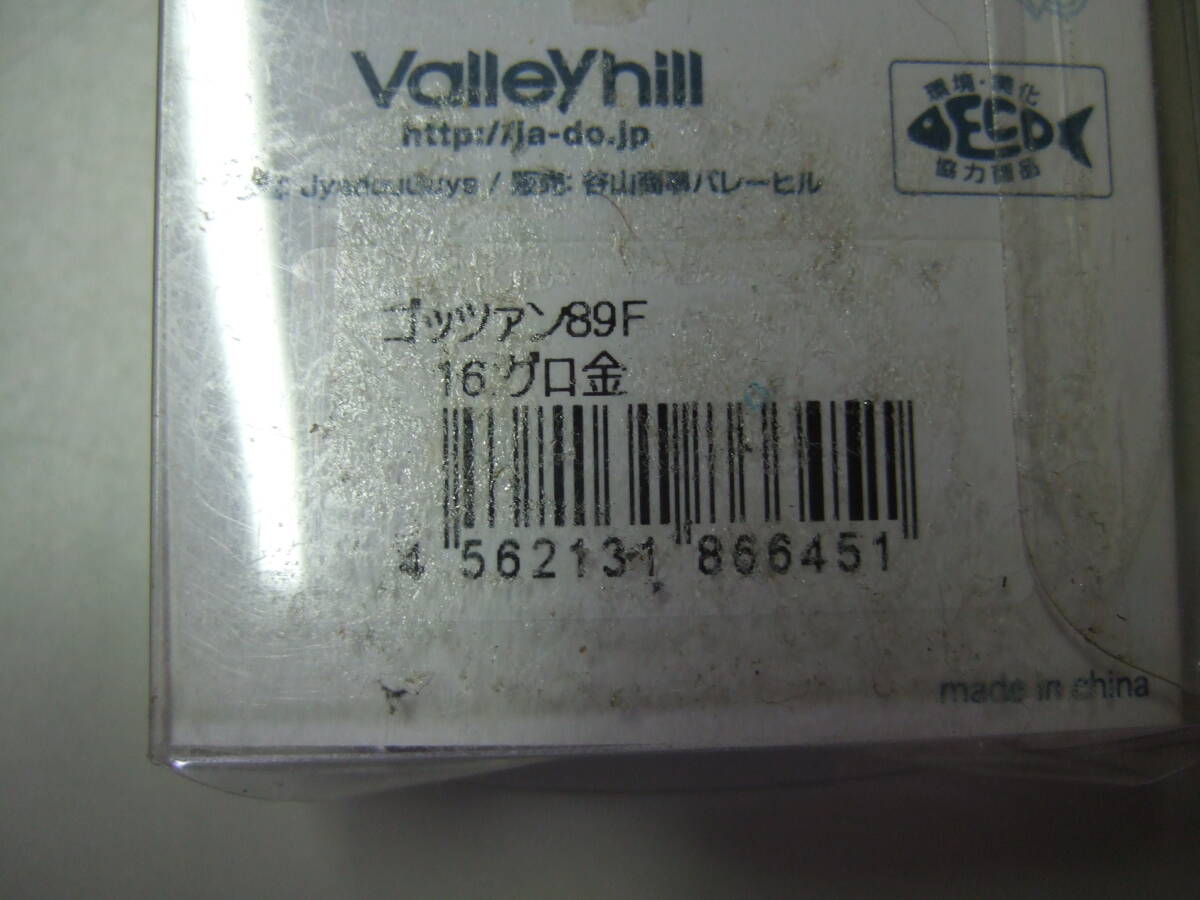 Valleyhill
http://ja-do.jp
環境・美化
ECO
協力商品
/ 販売: 谷山商事バレーヒル
ゴッツァン89F
16 グロ金
4 562131 866451
made in china